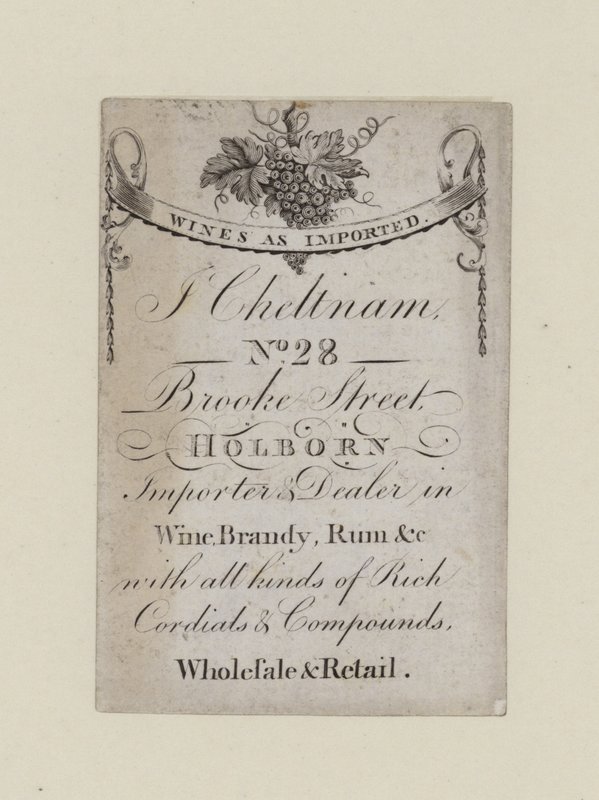 WINES AS IMPORTED.
J Cheltnam,
No. 28
Brooke Street,
HOLBORN
Importer & Dealer in
Wine, Brandy, Rum &c
with all kinds of Rich
Cordials & Compounds,
Wholeſale & Retail.